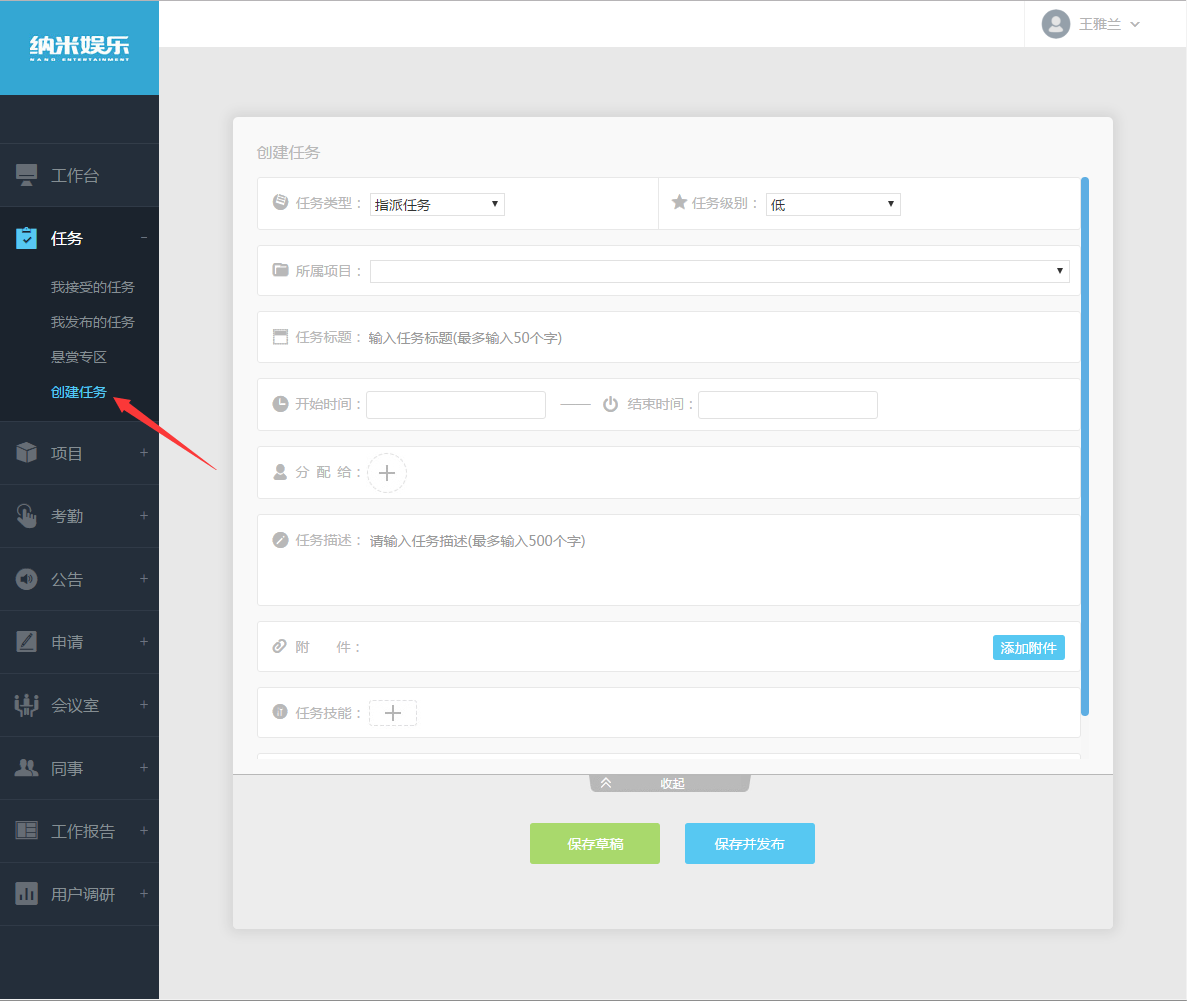 纳米娱乐
NANO ENTERTAINMENT
王雅兰
工作台
任务 −
我接受的任务
我发布的任务
悬赏专区
创建任务
项目 +
考勤 +
公告 +
申请 +
会议室 +
同事 +
工作报告 +
用户调研 +
创建任务
任务类型： 指派任务
任务级别： 低
所属项目：
任务标题： 输入任务标题(最多输入50个字)
开始时间：
结束时间：
分 配 给：
任务描述： 请输入任务描述(最多输入500个字)
附 件： 添加附件
任务技能：
收起
保存草稿
保存并发布